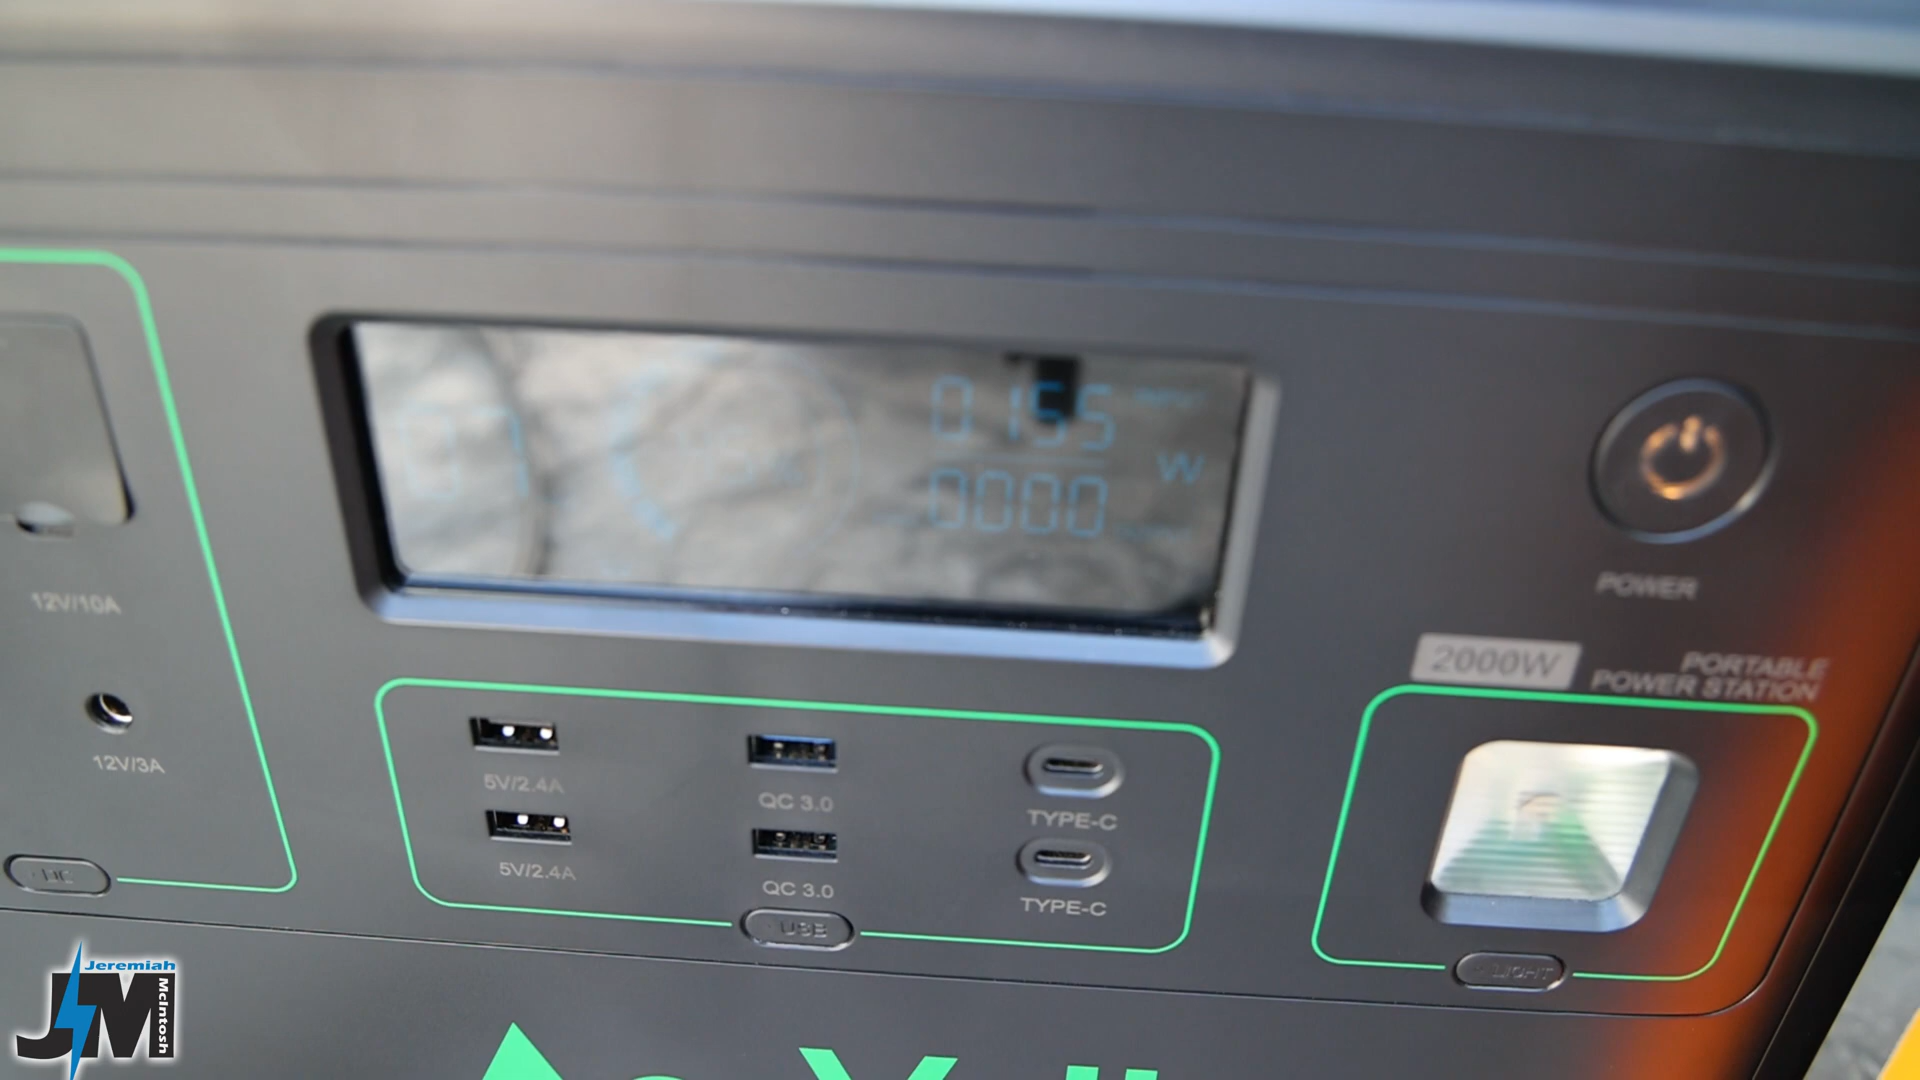 0155
W
0000
POWER
12V/10A
2000W
PORTABLE
POWER STATION
12V/3A
5V/2.4A
QC 3.0
TYPE-C
5V/2.4A
QC 3.0
TYPE-C
DC
USB
LIGHT
Jeremiah
McIntosh
JM